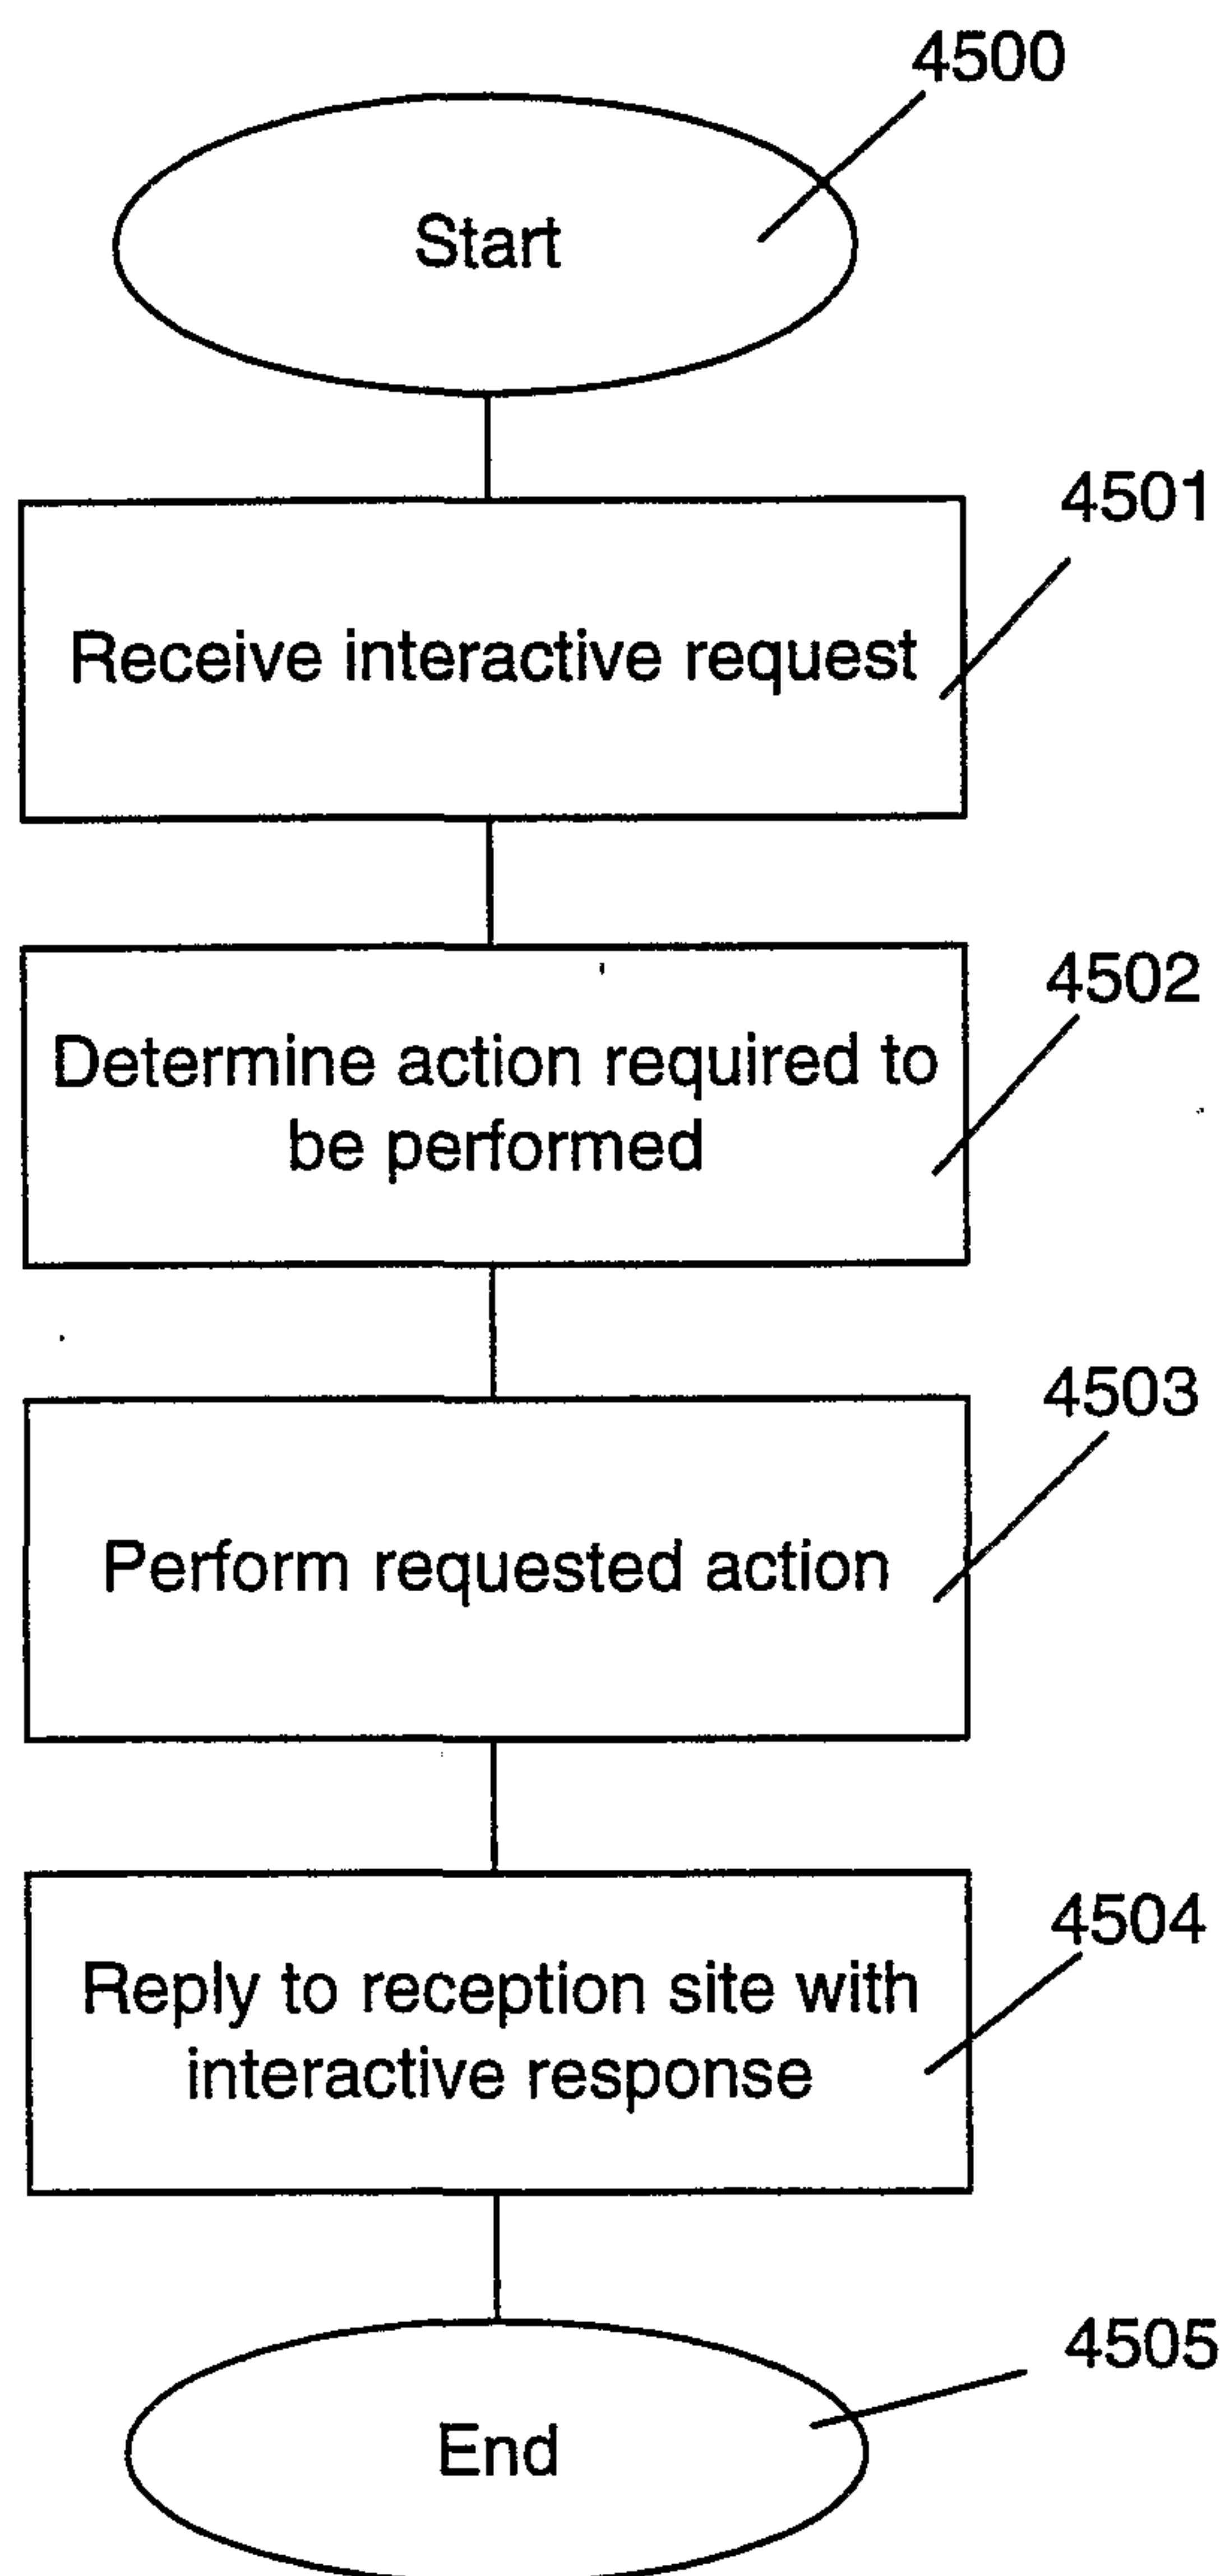 4500
Start
4501
Receive interactive request
4502
Determine action required to
be performed
4503
Perform requested action
4504
Reply to reception site with
interactive response
4505
End